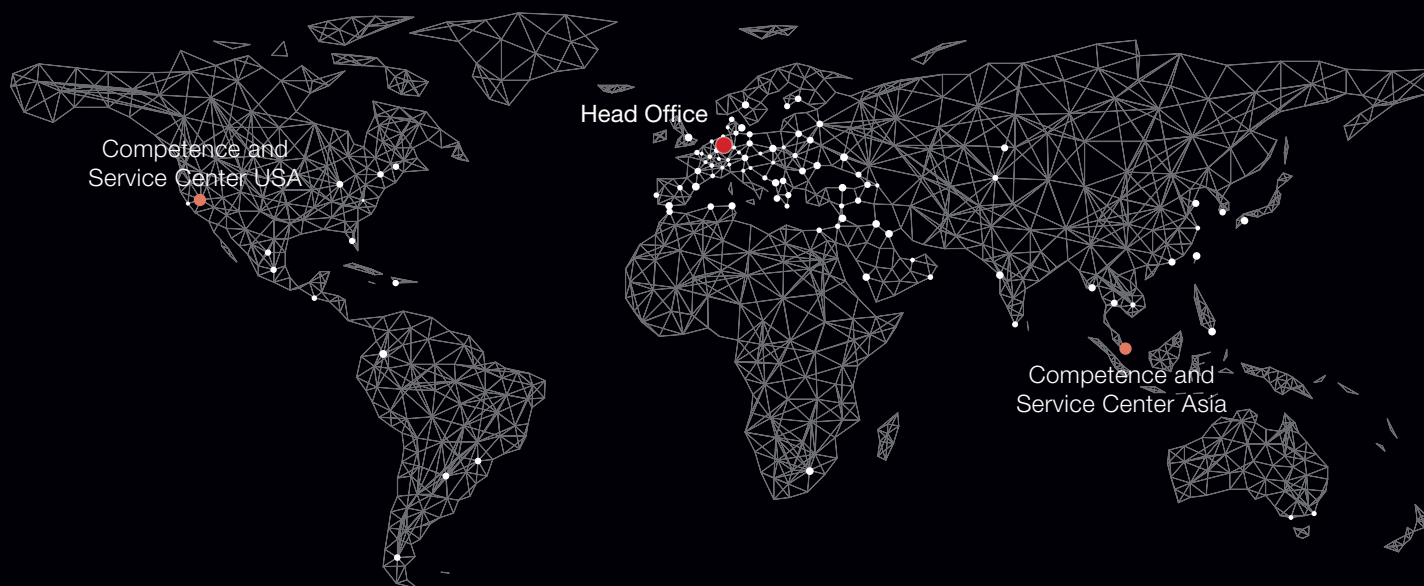 Head Office
Competence and
Service Center USA
Competence and
Service Center Asia